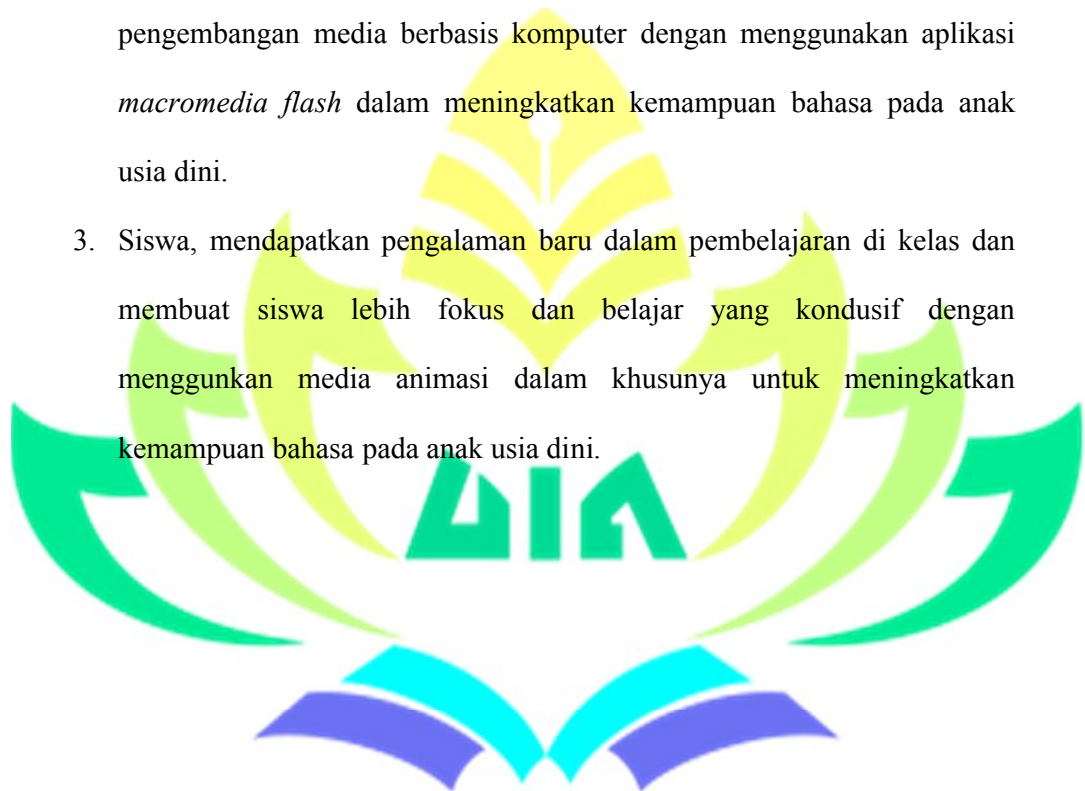 pengembangan media berbasis komputer dengan menggunakan aplikasi
macromedia flash dalam meningkatkan kemampuan bahasa pada anak
usia dini.
3. Siswa, mendapatkan pengalaman baru dalam pembelajaran di kelas dan
membuat siswa lebih fokus dan belajar yang kondusif dengan
menggunkan media animasi dalam khusunya untuk meningkatkan
kemampuan bahasa pada anak usia dini.
UIN